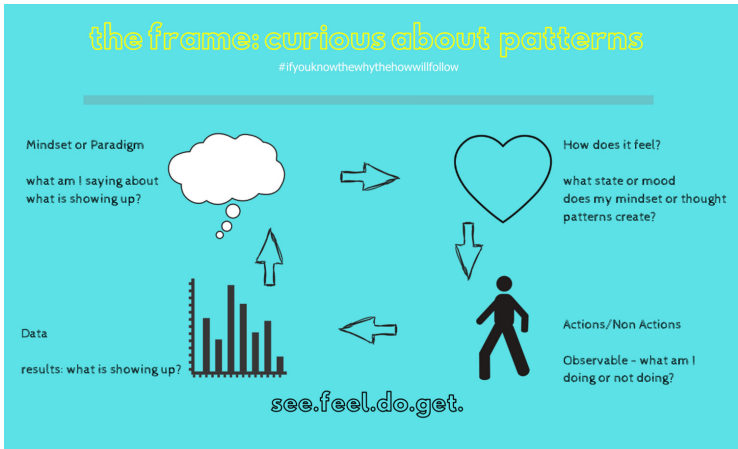 the frame: curious about patterns
#ifyouknowthewhythehowwillfollow
Mindset or Paradigm
what am I saying about
what is showing up?
How does it feel?
what state or mood
does my mindset or thought
patterns create?
Data
results: what is showing up?
Actions/Non Actions
Observable - what am I
doing or not doing?
see.feel.do.get.